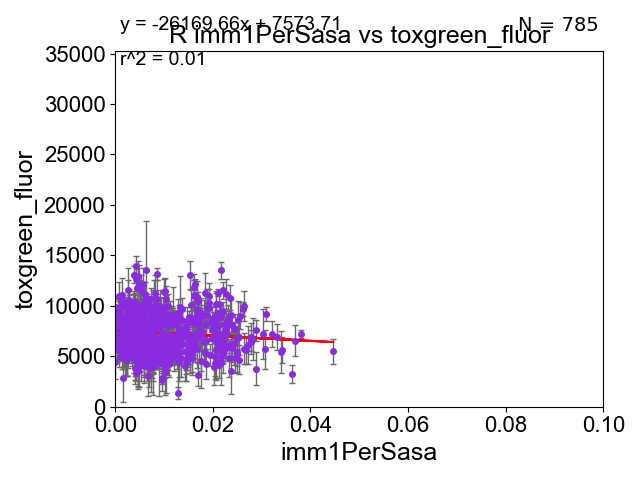 y = -26169.66x + 7573.71
N = 785
R imm1PerSasa vs toxgreen_fluor
r^2 = 0.01
35000
30000
25000
20000
15000
10000
5000
0
toxgreen_fluor
0.00 0.02 0.04 0.06 0.08 0.10
imm1PerSasa